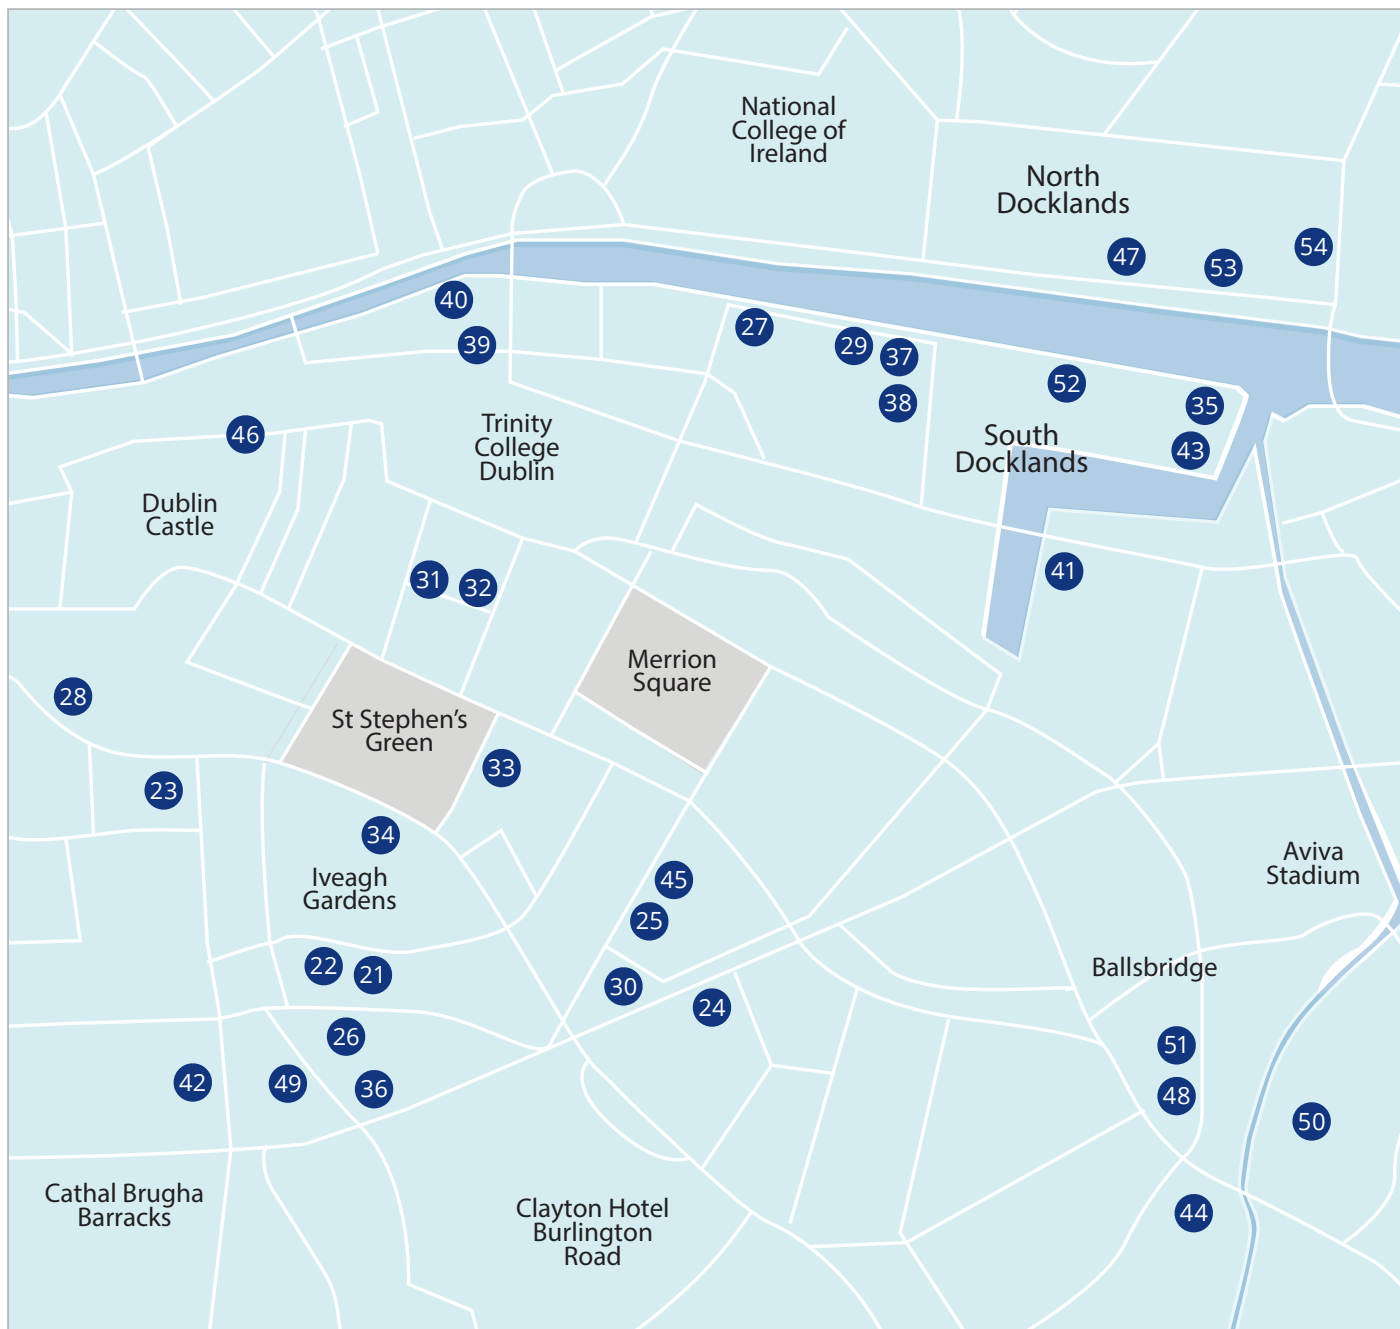 National
College of
Ireland
North
Docklands
47
53
54
40
39
27
29
37
38
52
35
43
46
Trinity
College
Dublin
South
Docklands
Dublin
Castle
31
32
41
28
Merrion
Square
St Stephen's
Green
33
23
34
Iveagh
Gardens
45
25
Aviva
Stadium
22
21
30
24
Ballsbridge
26
51
42
49
36
48
50
Cathal Brugha
Barracks
Clayton Hotel
Burlington
Road
44